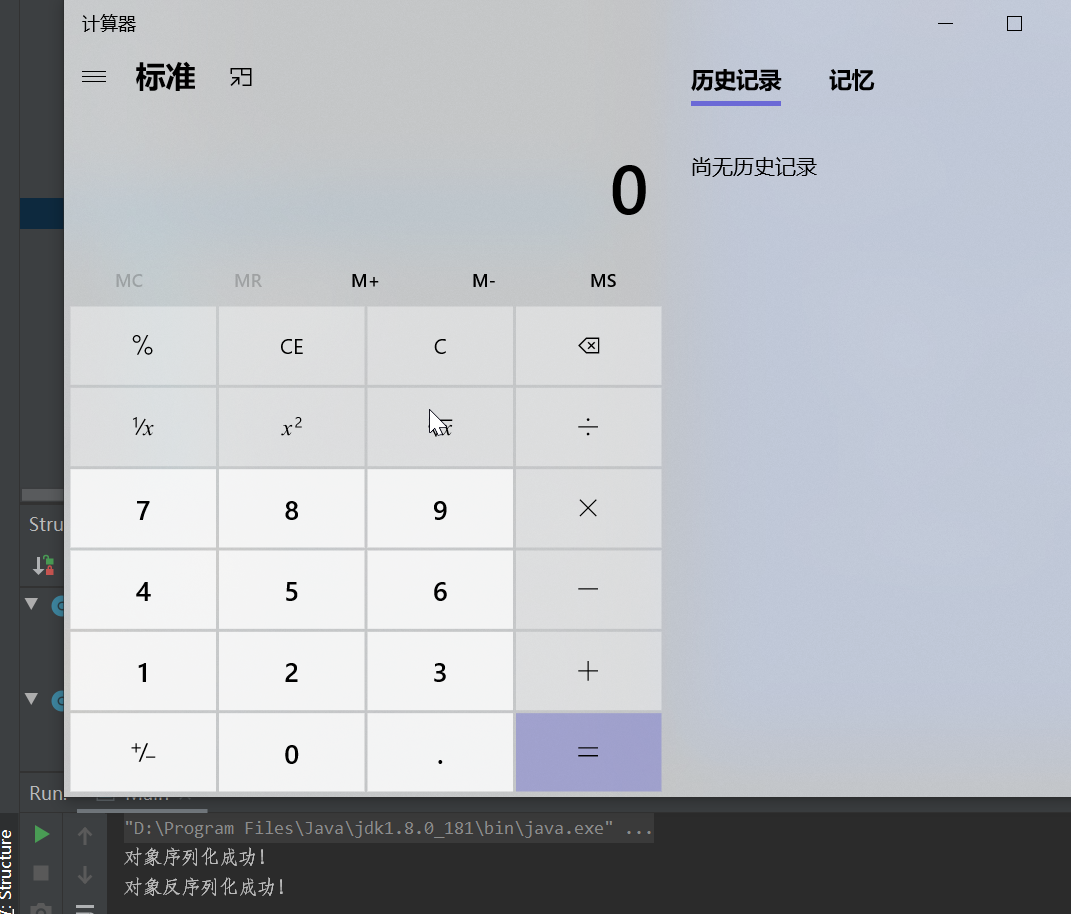 计算器
标准
历史记录 记忆
尚无历史记录
0
MC MR M+ M- MS
% CE C
¹/x x²
÷
7 8 9 ×
4 5 6 −
1 2 3 +
+/− 0 . =
Stru
Run:
"D:\Program Files\Java\jdk1.8.0_181\bin\java.exe" ...
对象序列化成功!
对象反序列化成功!
Structure